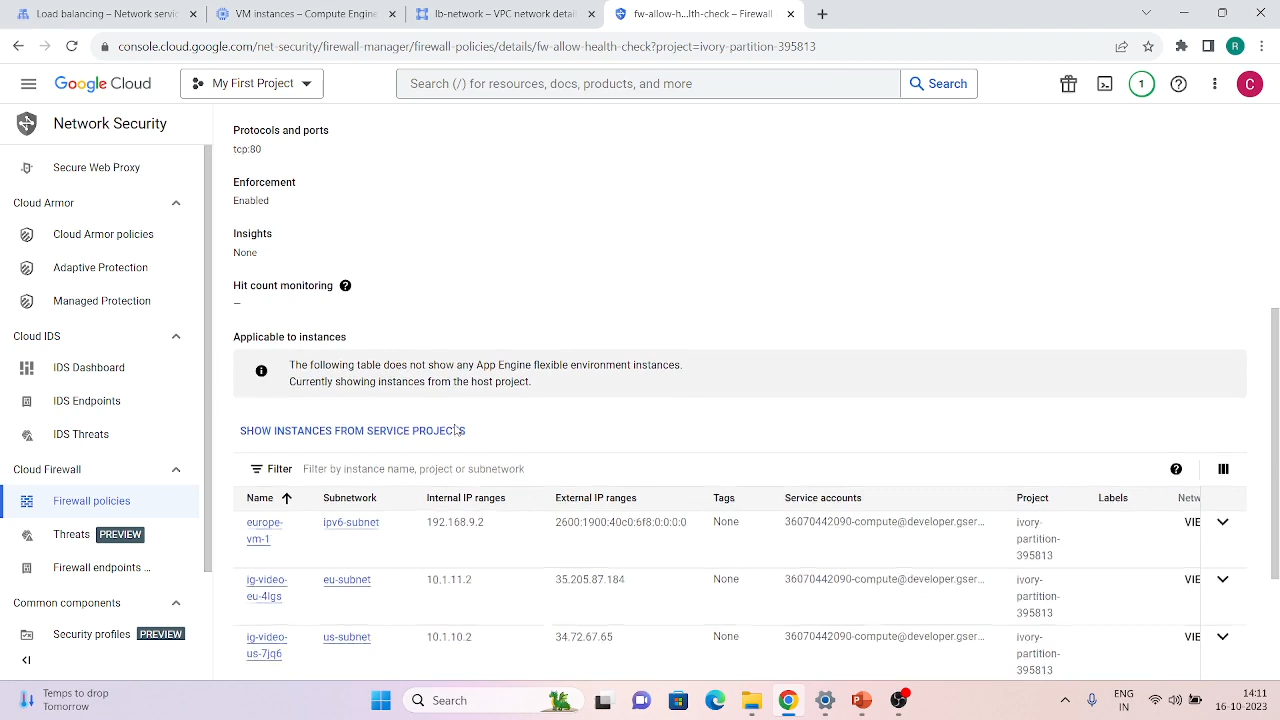 Load balancing – Network servic
VM instances – Compute Engine
lb-network – VPC network detail
fw-allow-h...lth-check – Firewall
console.cloud.google.com/net-security/firewall-manager/firewall-policies/details/fw-allow-health-check?project=ivory-partition-395813
R
Google Cloud
My First Project
Search (/) for resources, docs, products, and more
Search
1
C
Network Security
Secure Web Proxy
Cloud Armor
Cloud Armor policies
Adaptive Protection
Managed Protection
Cloud IDS
IDS Dashboard
IDS Endpoints
IDS Threats
Cloud Firewall
Firewall policies
Threats PREVIEW
Firewall endpoints ...
Common components
Security profiles PREVIEW
Protocols and ports
tcp:80
Enforcement
Enabled
Insights
None
Hit count monitoring
—
Applicable to instances
The following table does not show any App Engine flexible environment instances.
Currently showing instances from the host project.
SHOW INSTANCES FROM SERVICE PROJECTS
Filter Filter by instance name, project or subnetwork
Name Subnetwork Internal IP ranges External IP ranges Tags Service accounts Project Labels Netw
europe-vm-1 ipv6-subnet 192.168.9.2 2600:1900:40c0:6f8:0:0:0:0 None 36070442090-compute@developer.gser... ivory-partition-395813 VIE
ig-video-eu-4lgs eu-subnet 10.1.11.2 35.205.87.184 None 36070442090-compute@developer.gser... ivory-partition-395813 VIE
ig-video-us-7jq6 us-subnet 10.1.10.2 34.72.67.65 None 36070442090-compute@developer.gser... ivory-partition-395813 VIE
Temps to drop
Tomorrow
Search
ENG
IN
14:11
16-10-2023